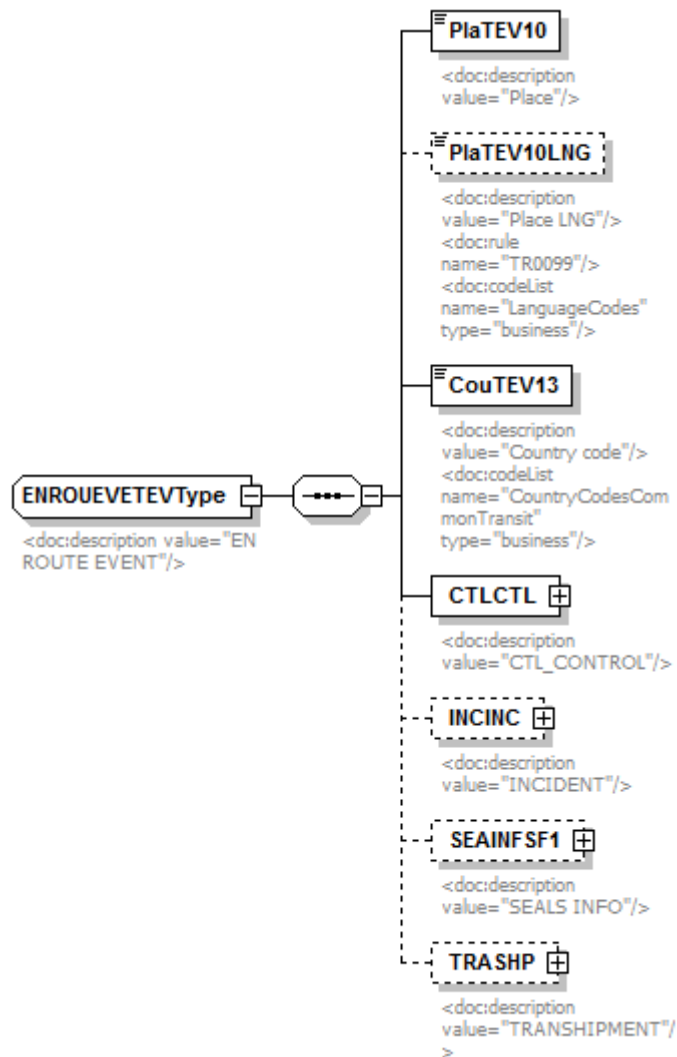 PlaTEV10
<doc:description
value="Place"/>
PlaTEV10LNG
<doc:description
value="Place LNG"/>
<doc:rule
name="TR0099"/>
<doc:codeList
name="LanguageCodes"
type="business"/>
CouTEV13
<doc:description
value="Country code"/>
<doc:codeList
name="CountryCodesCom
monTransit"
type="business"/>
ENROUEVETEVType
<doc:description value="EN
ROUTE EVENT"/>
CTLCTL
<doc:description
value="CTL_CONTROL"/>
INCINC
<doc:description
value="INCIDENT"/>
SEAINFSF1
<doc:description
value="SEALS INFO"/>
TRASHP
<doc:description
value="TRANSHIPMENT"/
>